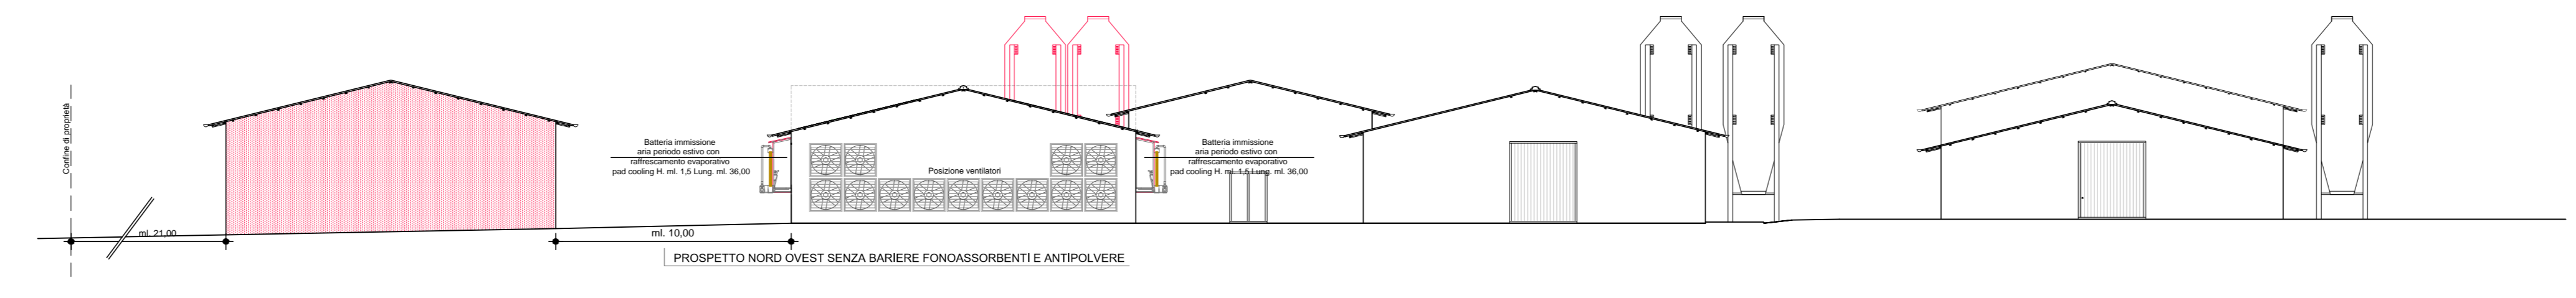 Confine di proprietà
ml. 21,00
ml. 10,00
Batteria immissione
aria periodo estivo con
raffrescamento evaporativo
pad cooling H. ml. 1,5 Lung. ml. 36,00
Posizione ventilatori
Batteria immissione
aria periodo estivo con
raffrescamento evaporativo
pad cooling H. ml. 1,5 Lung. ml. 36,00
PROSPETTO NORD OVEST SENZA BARIERE FONOASSORBENTI E ANTIPOLVERE